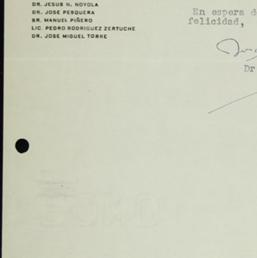 DR. JESUS N. NOYOLA
DR. JOSE PESQUERA
SR. MANUEL PIÑERO
LIC. PEDRO RODRIGUEZ ZERTUCHE
DR. JOSE MIGUEL TORRE
En espera d
felicidad,
Dr